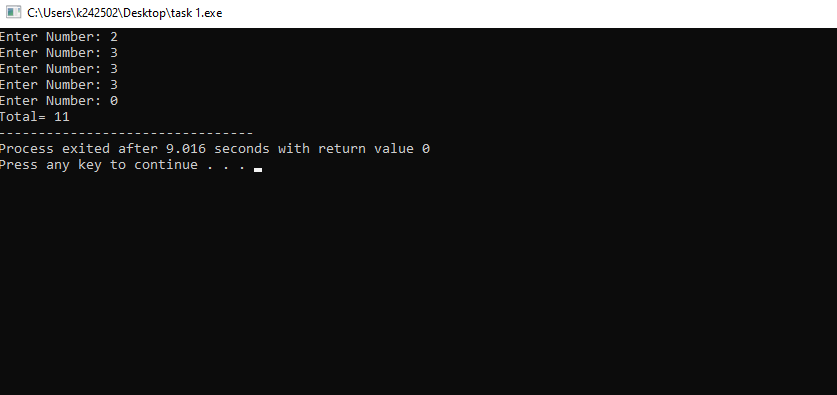 C:\Users\k242502\Desktop\task 1.exe
Enter Number: 2
Enter Number: 3
Enter Number: 3
Enter Number: 3
Enter Number: 0
Total= 11
--------------------------------
Process exited after 9.016 seconds with return value 0
Press any key to continue . . .